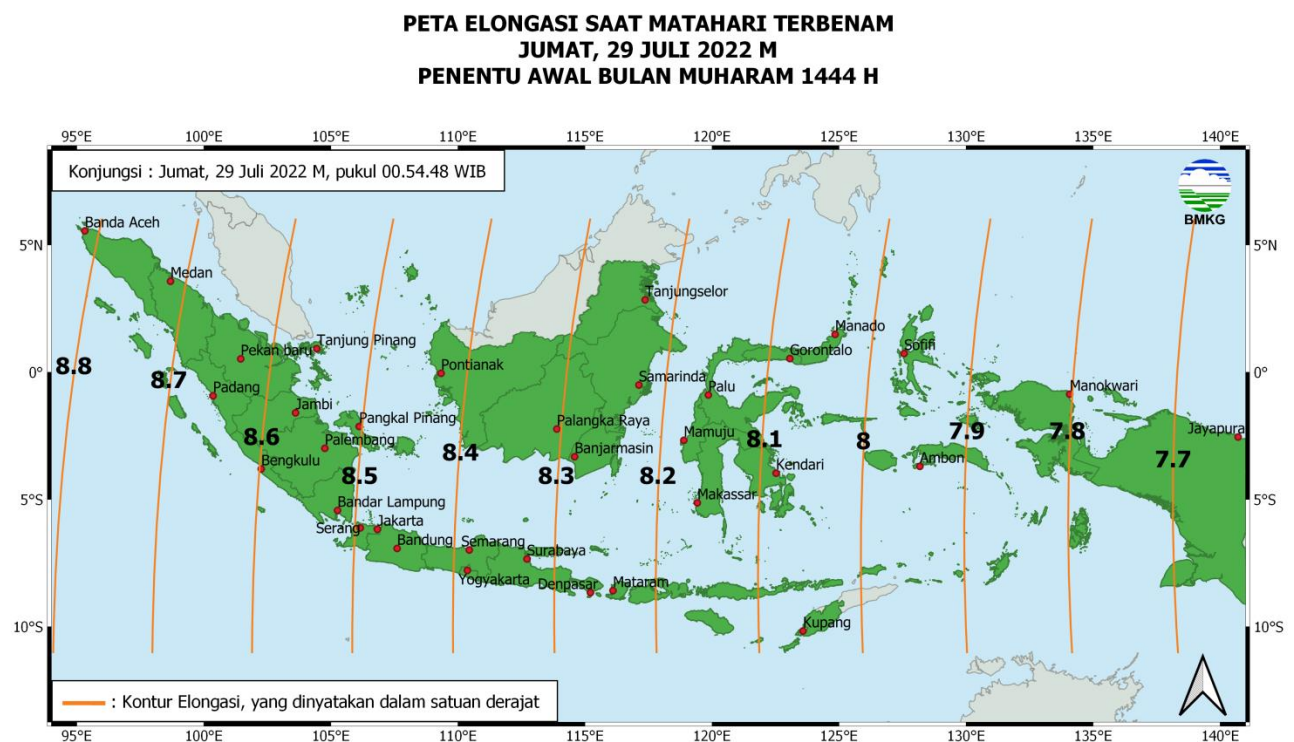 PETA ELONGASI SAAT MATAHARI TERBENAM
JUMAT, 29 JULI 2022 M
PENENTU AWAL BULAN MUHARAM 1444 H
95°E 100°E 105°E 110°E 115°E 120°E 125°E 130°E 135°E 140°E
Konjungsi : Jumat, 29 Juli 2022 M, pukul 00.54.48 WIB
BMKG
Banda Aceh
5°N 5°N
Medan
Tanjungselor
Manado
Tanjung Pinang
Sofifi
Pekan baru
Gorontalo
Pontianak
0° 0°
8.8
8.7
Samarinda
Manokwari
Padang
Palu
Jambi
Pangkal Pinang
Palangka Raya
Jayapura
8.6
Palembang
Mamuju
8.1
8
7.9
7.8
8.4
Banjarmasin
Bengkulu
Ambon
7.7
8.5
8.3
8.2
Kendari
Makassar
5°S 5°S
Bandar Lampung
Serang
Jakarta
Bandung
Semarang
Surabaya
Yogyakarta
Denpasar
Mataram
Kupang
10°S 10°S
: Kontur Elongasi, yang dinyatakan dalam satuan derajat
95°E 100°E 105°E 110°E 115°E 120°E 125°E 130°E 135°E 140°E